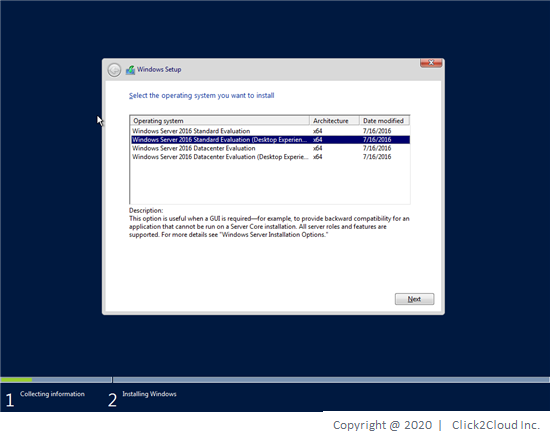 Windows Setup
Select the operating system you want to install
Operating system Architecture Date modified
Windows Server 2016 Standard Evaluation x64 7/16/2016
Windows Server 2016 Standard Evaluation (Desktop Experien... x64 7/16/2016
Windows Server 2016 Datacenter Evaluation x64 7/16/2016
Windows Server 2016 Datacenter Evaluation (Desktop Experie... x64 7/16/2016
Description:
This option is useful when a GUI is required—for example, to provide backward compatibility for an
application that cannot be run on a Server Core installation. All server roles and features are
supported. For more details see "Windows Server Installation Options."
Next
1 Collecting information 2 Installing Windows
Copyright @ 2020 | Click2Cloud Inc.